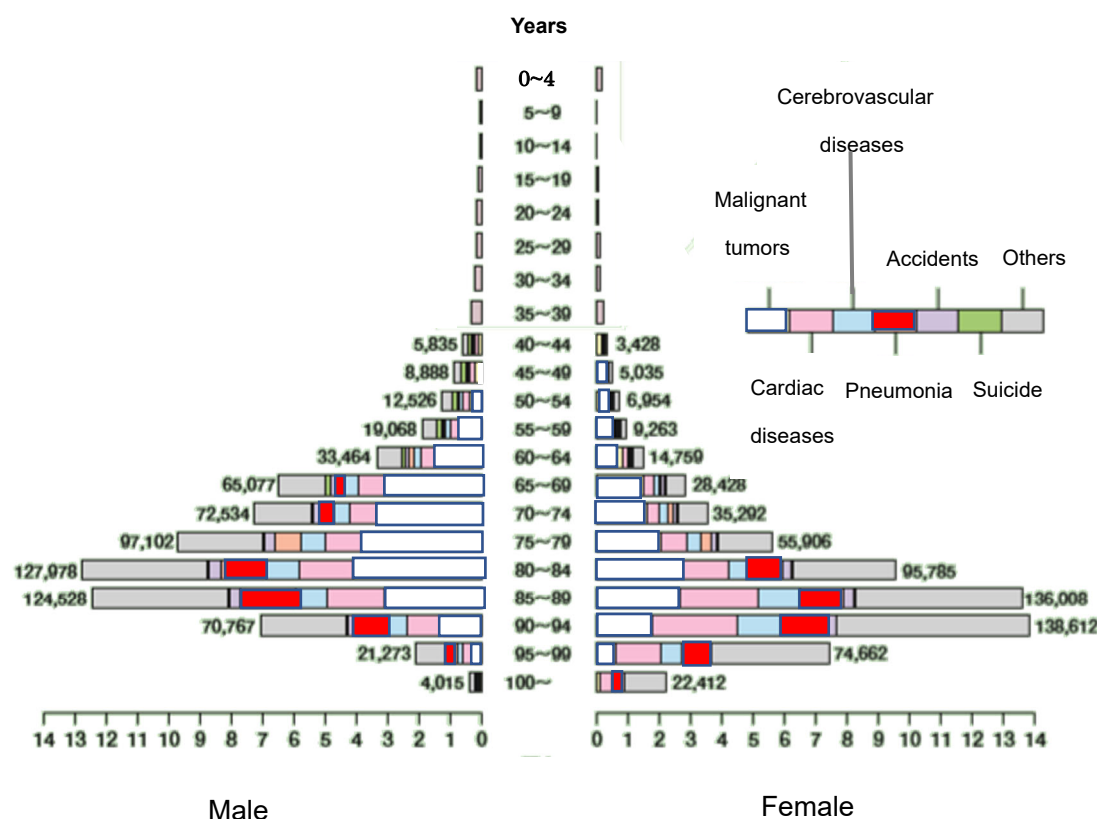 Years
0~4
5~9
10~14
15~19
20~24
25~29
30~34
35~39
5,835 40~44 3,428
8,888 45~49 5,035
12,526 50~54 6,954
19,068 55~59 9,263
33,464 60~64 14,759
65,077 65~69 28,428
72,534 70~74 35,292
97,102 75~79 55,906
127,978 80~84 95,785
124,528 85~89 136,008
70,767 90~94 138,612
21,273 95~99 74,662
4,015 100~ 22,412
14 13 12 11 10 9 8 7 6 5 4 3 2 1 0
0 1 2 3 4 5 6 7 8 9 10 11 12 13 14
Male
Female
Cerebrovascular
diseases
Malignant
tumors
Accidents
Others
Cardiac
diseases
Pneumonia
Suicide